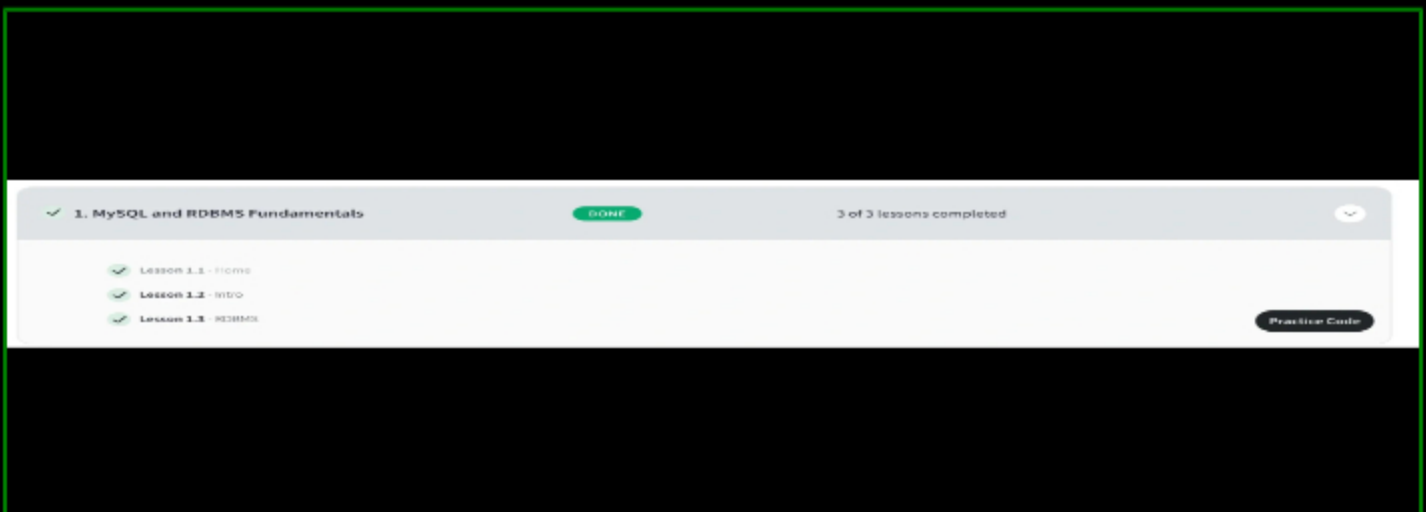 1. MySQL and RDBMS Fundamentals DONE 3 of 3 lessons completed
Lesson 1.1 - Home
Lesson 1.2 - Intro
Lesson 1.3 - RDBMS
Practice Code